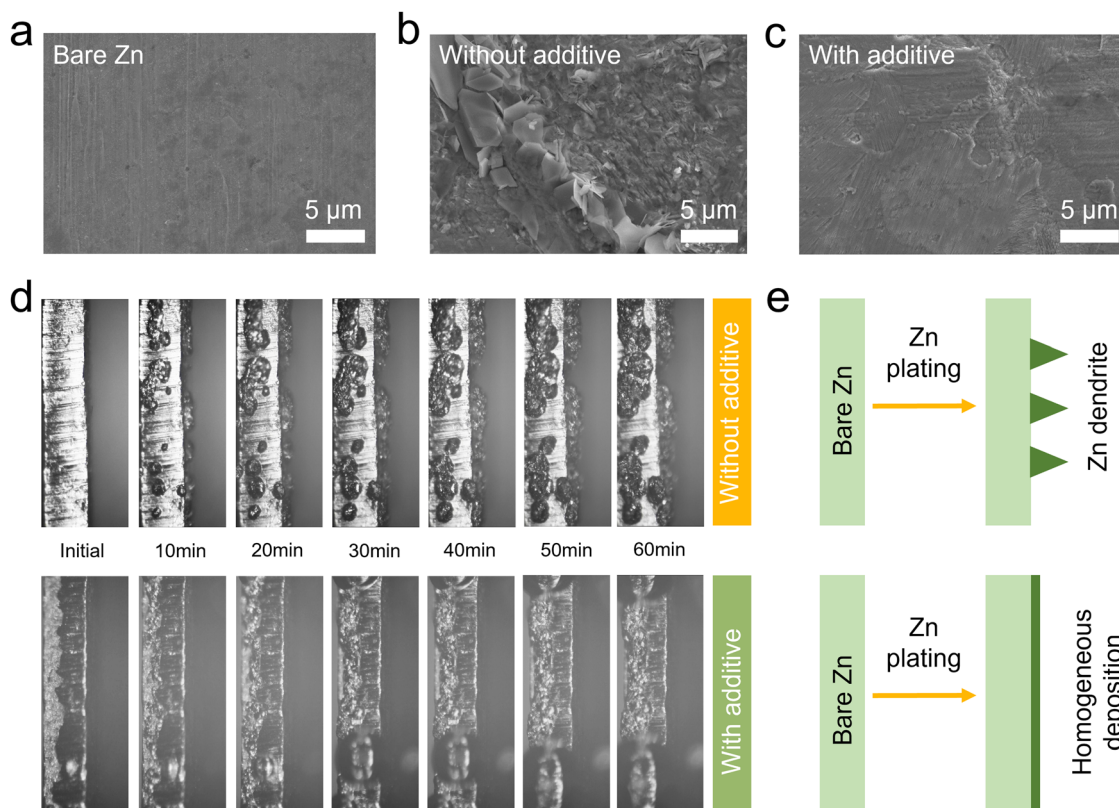 a
Bare Zn
5 μm
b
Without additive
5 μm
c
With additive
5 μm
d
Without additive
Initial
10min
20min
30min
40min
50min
60min
With additive
e
Bare Zn
Zn
plating
Zn dendrite
Bare Zn
Zn
plating
Homogeneous
deposition